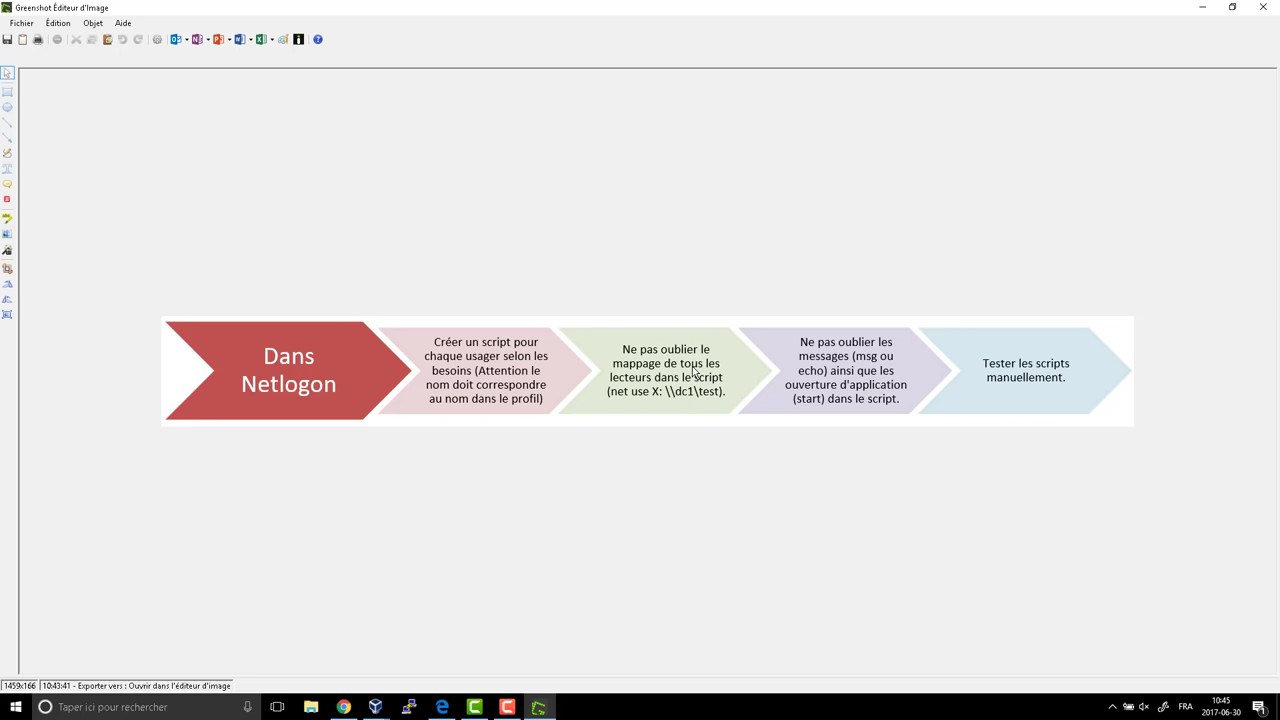 Greenshot Éditeur d'Image
Fichier Édition Objet Aide
Dans
Netlogon
Créer un script pour
chaque usager selon les
besoins (Attention le
nom doit correspondre
au nom dans le profil)
Ne pas oublier le
mappage de tous les
lecteurs dans le script
(net use X: \\dc1\test).
Ne pas oublier les
messages (msg ou
echo) ainsi que les
ouverture d'application
(start) dans le script.
Tester les scripts
manuellement.
1459x166 10:43:41 - Exporter vers : Ouvrir dans l'éditeur d'image
Taper ici pour rechercher
FRA
10:45
2017-06-30